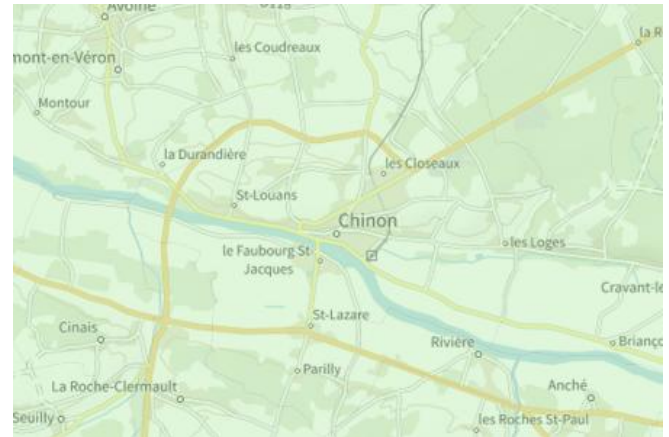 Avoine
les Coudreaux
la R
mont-en-Véron
Montour
la Durandière
les Closeaux
St-Louans
Chinon
les Loges
le Faubourg St-
Jacques
Cravant-le
St-Lazare
Cinais
Rivière
Brianço
Parilly
La Roche-Clermault
Anché
Seuilly
les Roches St-Paul